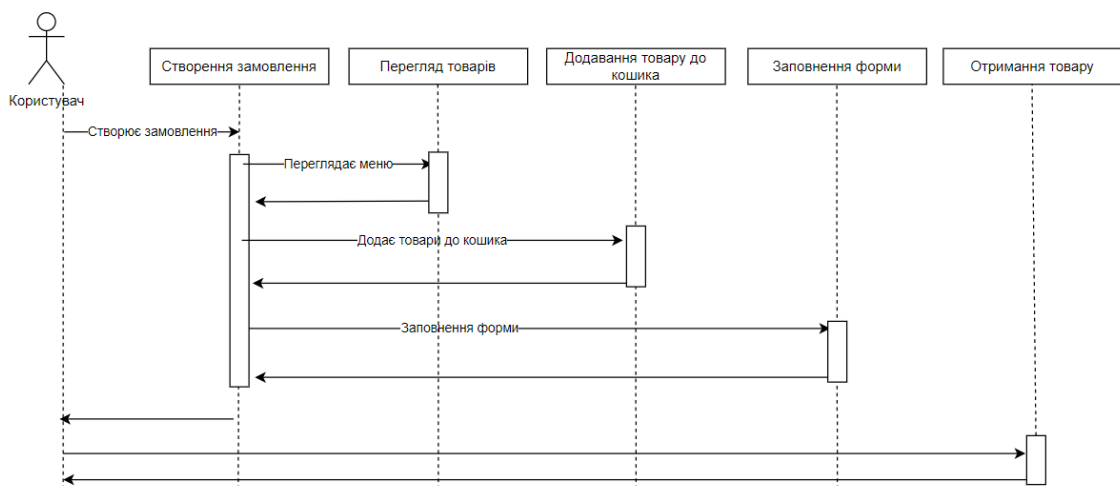 Користувач
Створення замовлення
Перегляд товарів
Додавання товару до
кошика
Заповнення форми
Отримання товару
Створює замовлення
Переглядає меню
Додає товари до кошика
Заповнення форми